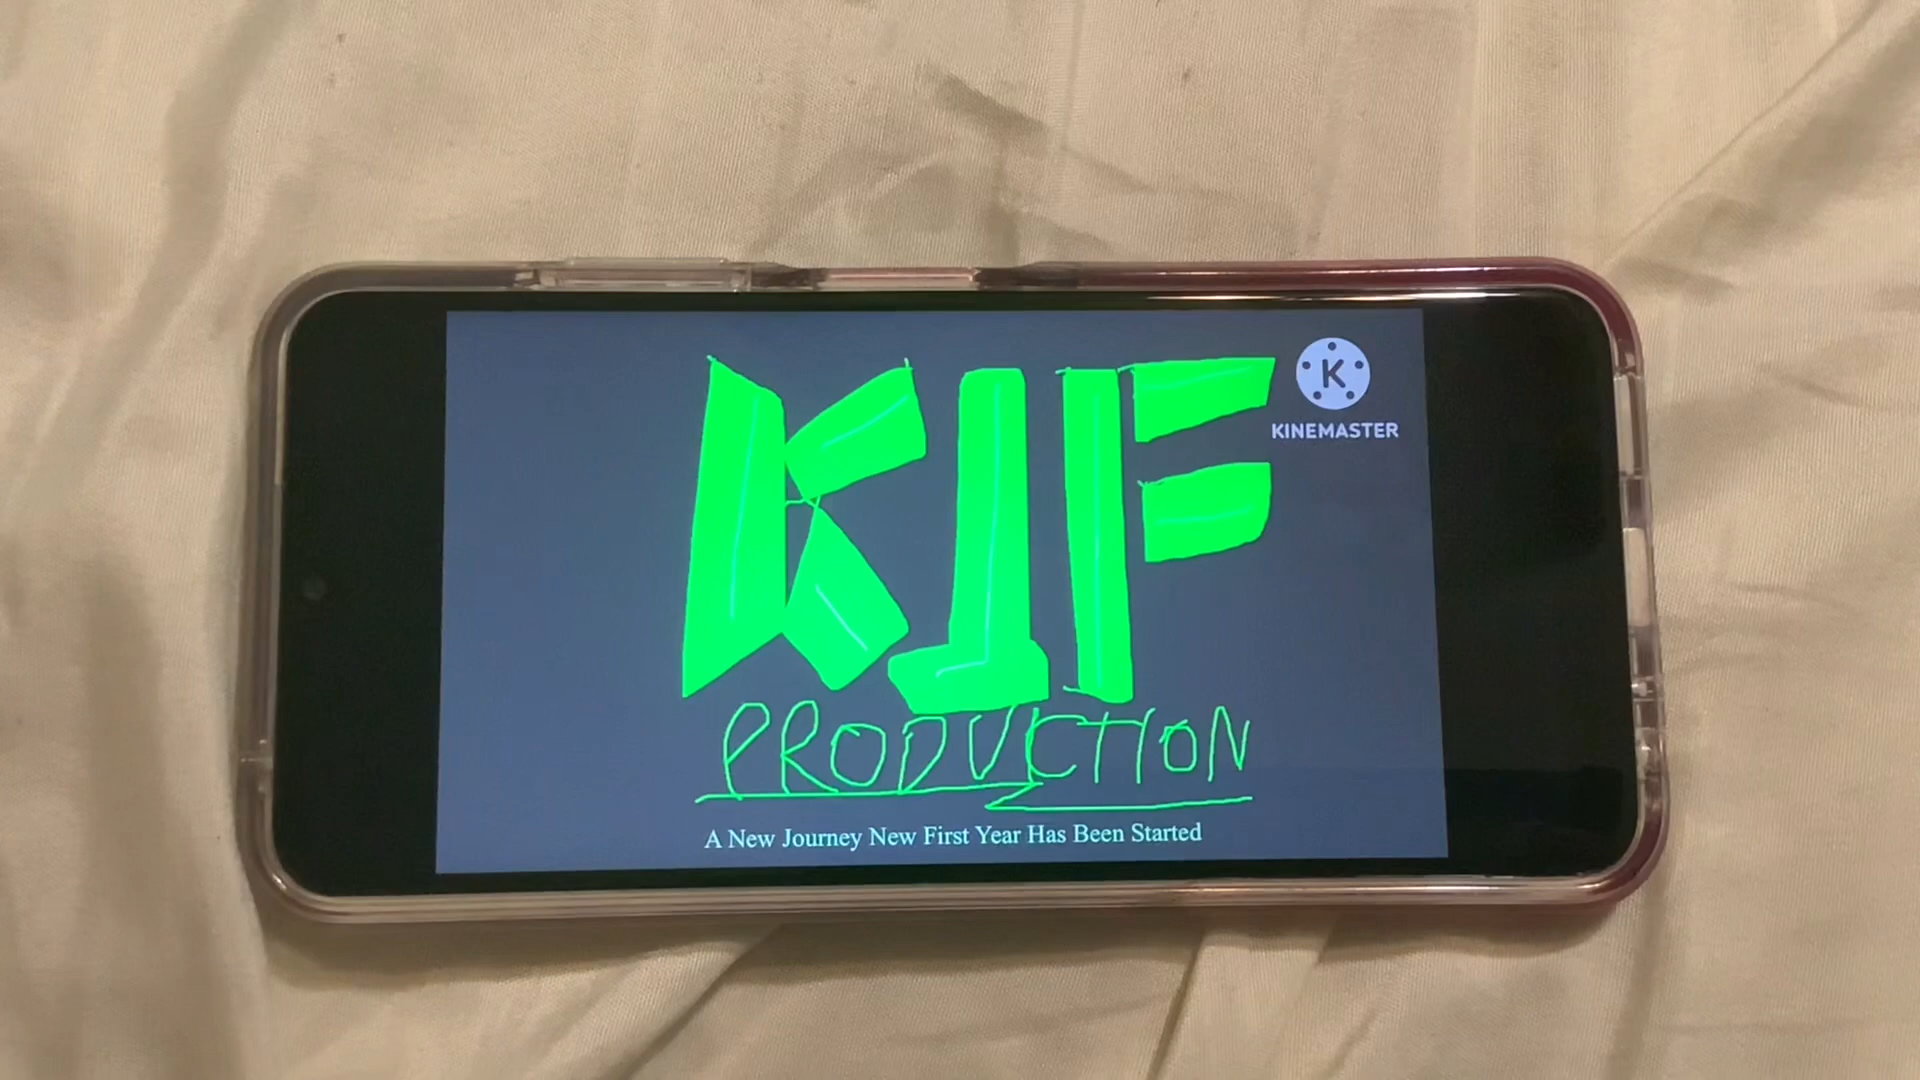 KJF
K
KINEMASTER
PRODUCTION
A New Journey New First Year Has Been Started